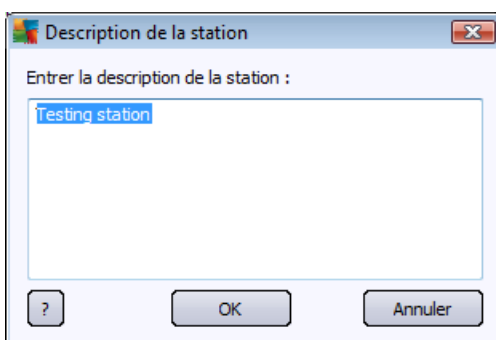 Description de la station
Entrer la description de la station :
Testing station
? OK Annuler